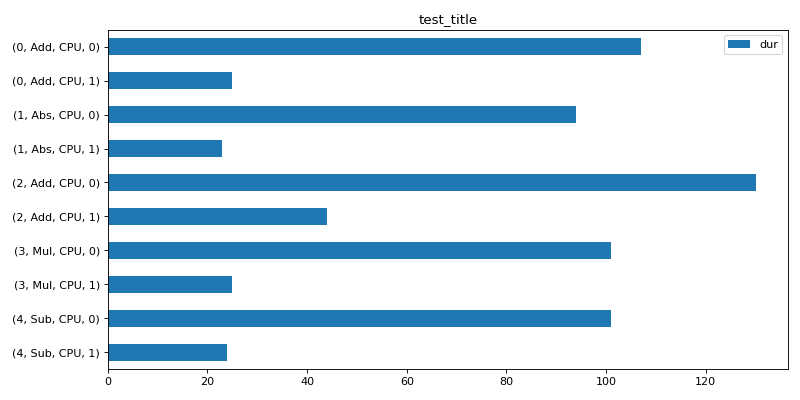 test_title
dur
(0, Add, CPU, 0)
(0, Add, CPU, 1)
(1, Abs, CPU, 0)
(1, Abs, CPU, 1)
(2, Add, CPU, 0)
(2, Add, CPU, 1)
(3, Mul, CPU, 0)
(3, Mul, CPU, 1)
(4, Sub, CPU, 0)
(4, Sub, CPU, 1)
0 20 40 60 80 100 120